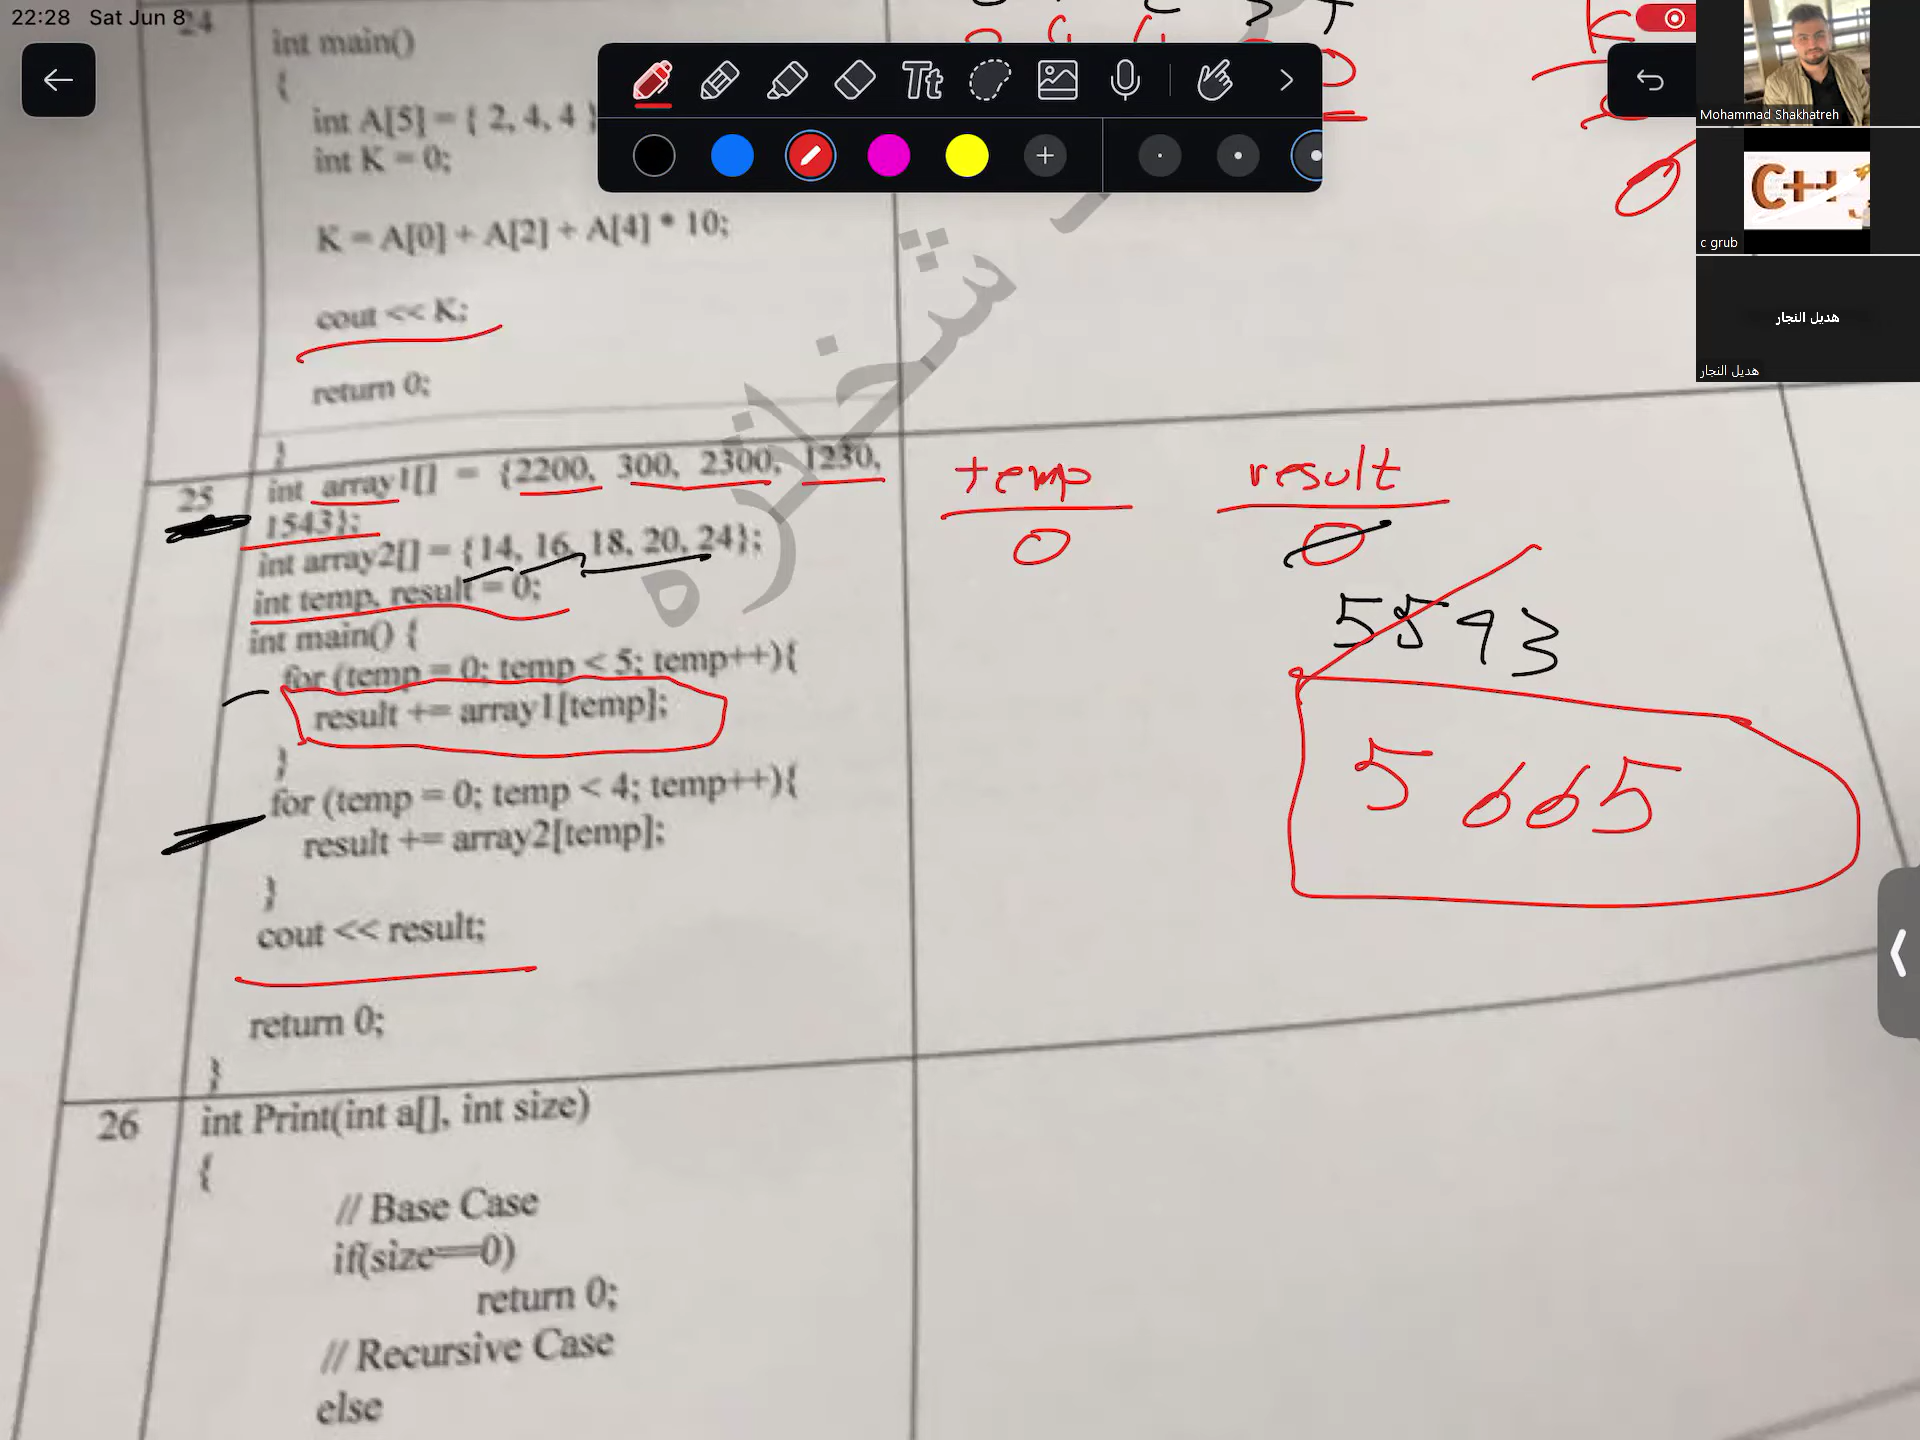 22:28 Sat Jun 8
24
int main()
{
int A[5] = { 2, 4, 4 }
int K = 0;
K = A[0] + A[2] + A[4] * 10;
cout << K;
return 0;
}
Tt
K
0
Mohammad Shakhatreh
C++
c grub
هديل النجار
هديل النجار
شخاتره
25
int array1[] = {2200, 300, 2300, 1230,
1543};
int array2[] = {14, 16, 18, 20, 24};
int temp, result = 0;
int main() {
for (temp = 0; temp < 5; temp++){
result += array1[temp];
}
for (temp = 0; temp < 4; temp++){
result += array2[temp];
}
cout << result;
return 0;
}
temp result
0 0
5593
5665
26
int Print(int a[], int size)
{
// Base Case
if(size==0)
return 0;
// Recursive Case
else